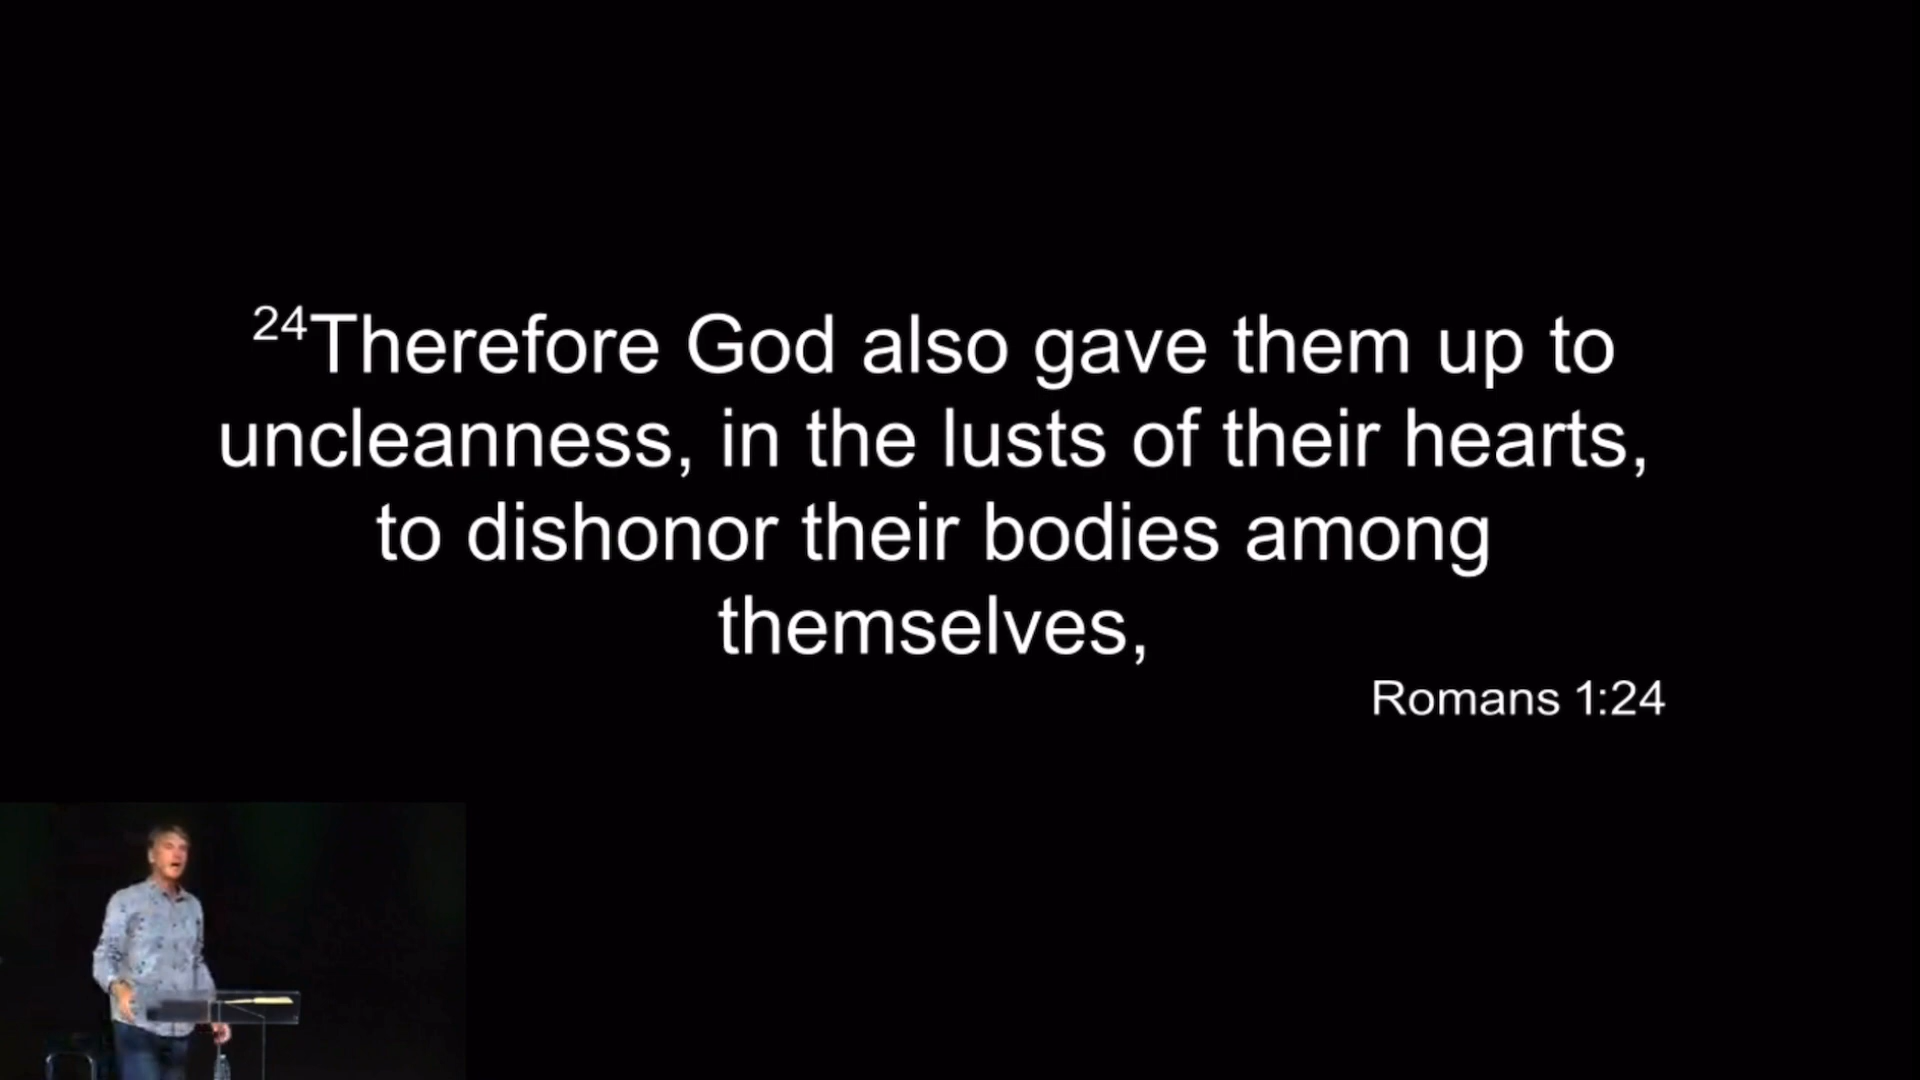 24Therefore God also gave them up to
uncleanness, in the lusts of their hearts,
to dishonor their bodies among
themselves,
Romans 1:24